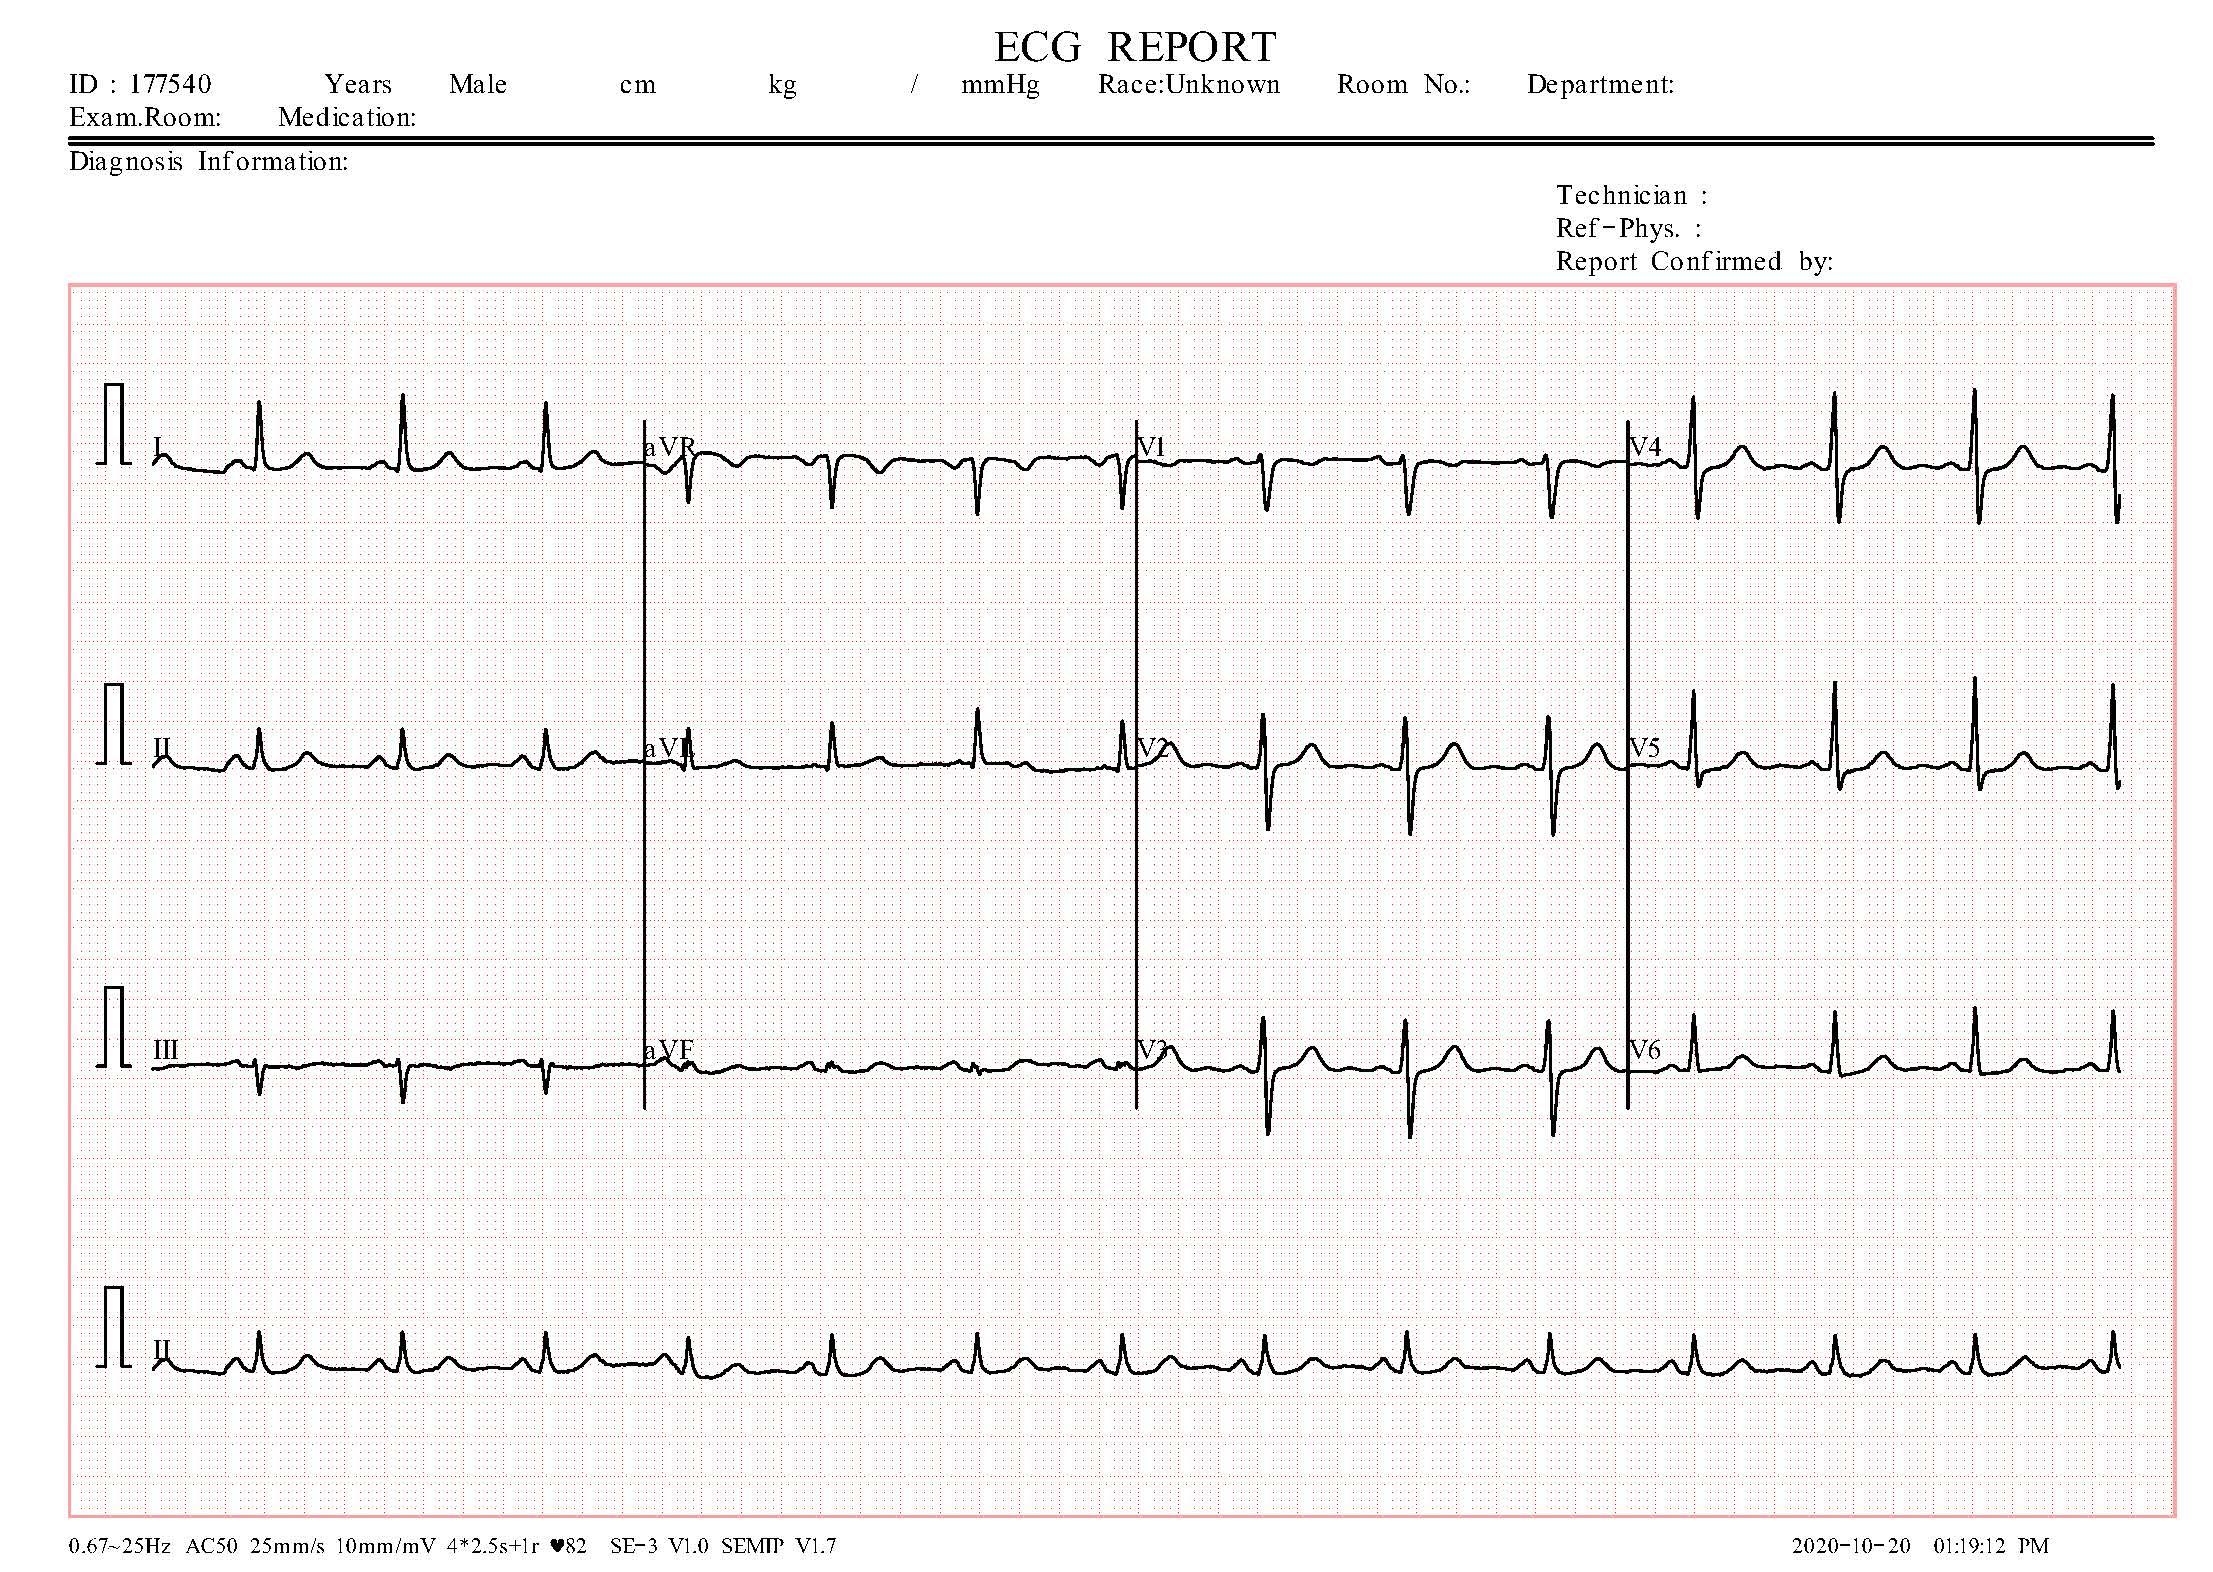 ECG REPORT
ID : 177540 Years Male cm kg / mmHg Race:Unknown Room No.: Department:
Exam.Room: Medication:
Diagnosis Information:
Technician :
Ref-Phys. :
Report Confirmed by:
I aVR V1 V4
II aVL V2 V5
III aVF V3 V6
II
0.67~25Hz AC50 25mm/s 10mm/mV 4*2.5s+1r ♥82 SE-3 V1.0 SEMIP V1.7 2020-10-20 01:19:12 PM